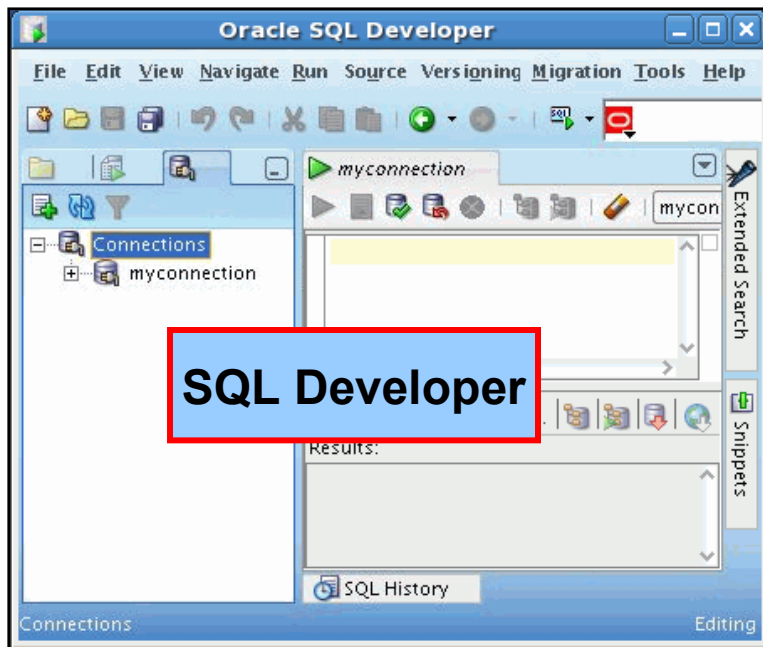 Oracle SQL Developer
File Edit View Navigate Run Source Versioning Migration Tools Help
SQL
myconnection
mycon
Connections
myconnection
Extended Search
SQL Developer
Results:
Snippets
SQL History
Connections
Editing